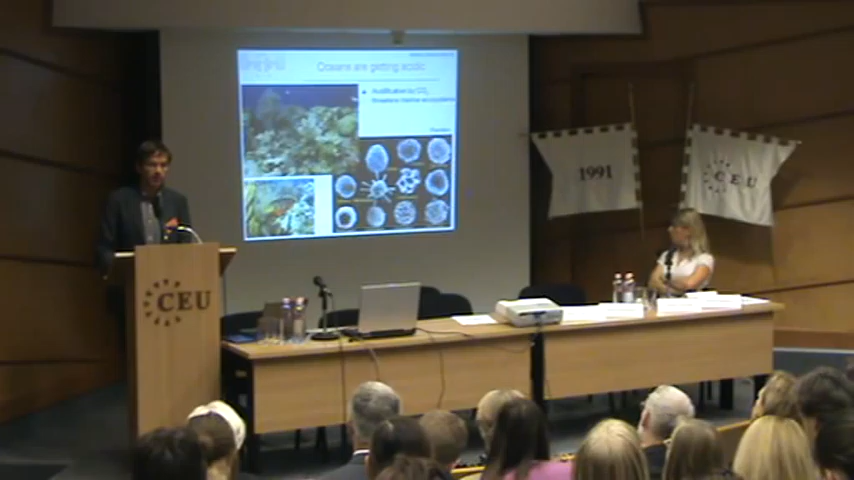 Oceans are getting acidic
Acidification by CO2
threatens marine ecosystems
1991
CEU
CEU